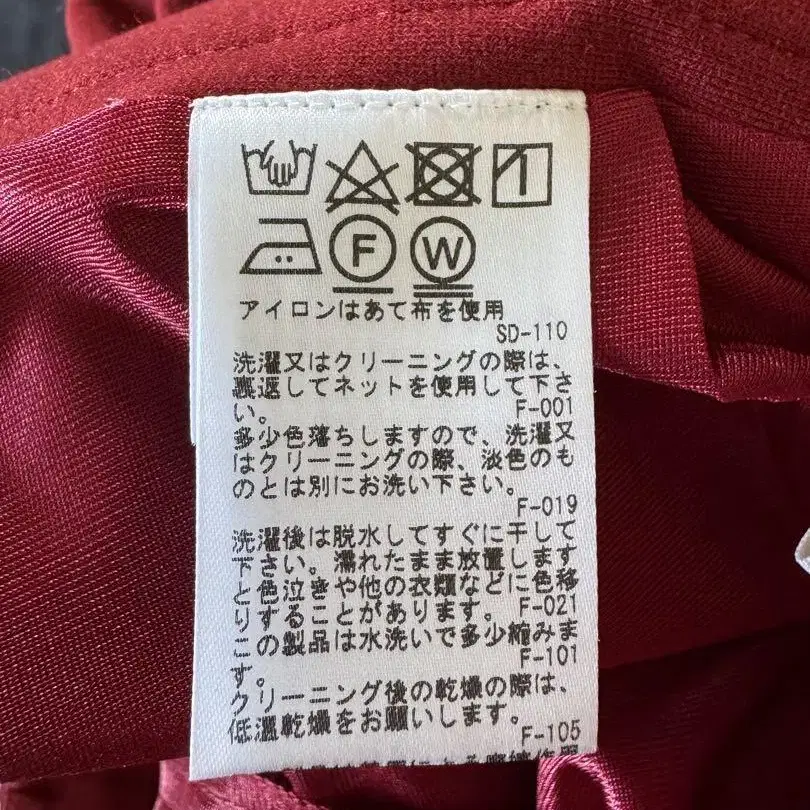 F W
アイロンはあて布を使用
SD-110
洗濯又はクリーニングの際は、
裏返してネットを使用して下さ
い。
F-001
多少色落ちしますので、洗濯又
はクリーニングの際、淡色のも
のとは別にお洗い下さい。
F-019
洗濯後は脱水してすぐに干して
下さい。濡れたまま放置します
と色泣きや他の衣類などに色移
りすることがあります。 F-021
この製品は水洗いで多少縮みま
す。
F-101
クリーニング後の乾燥の際は、
低温乾燥をお願いします。
F-105